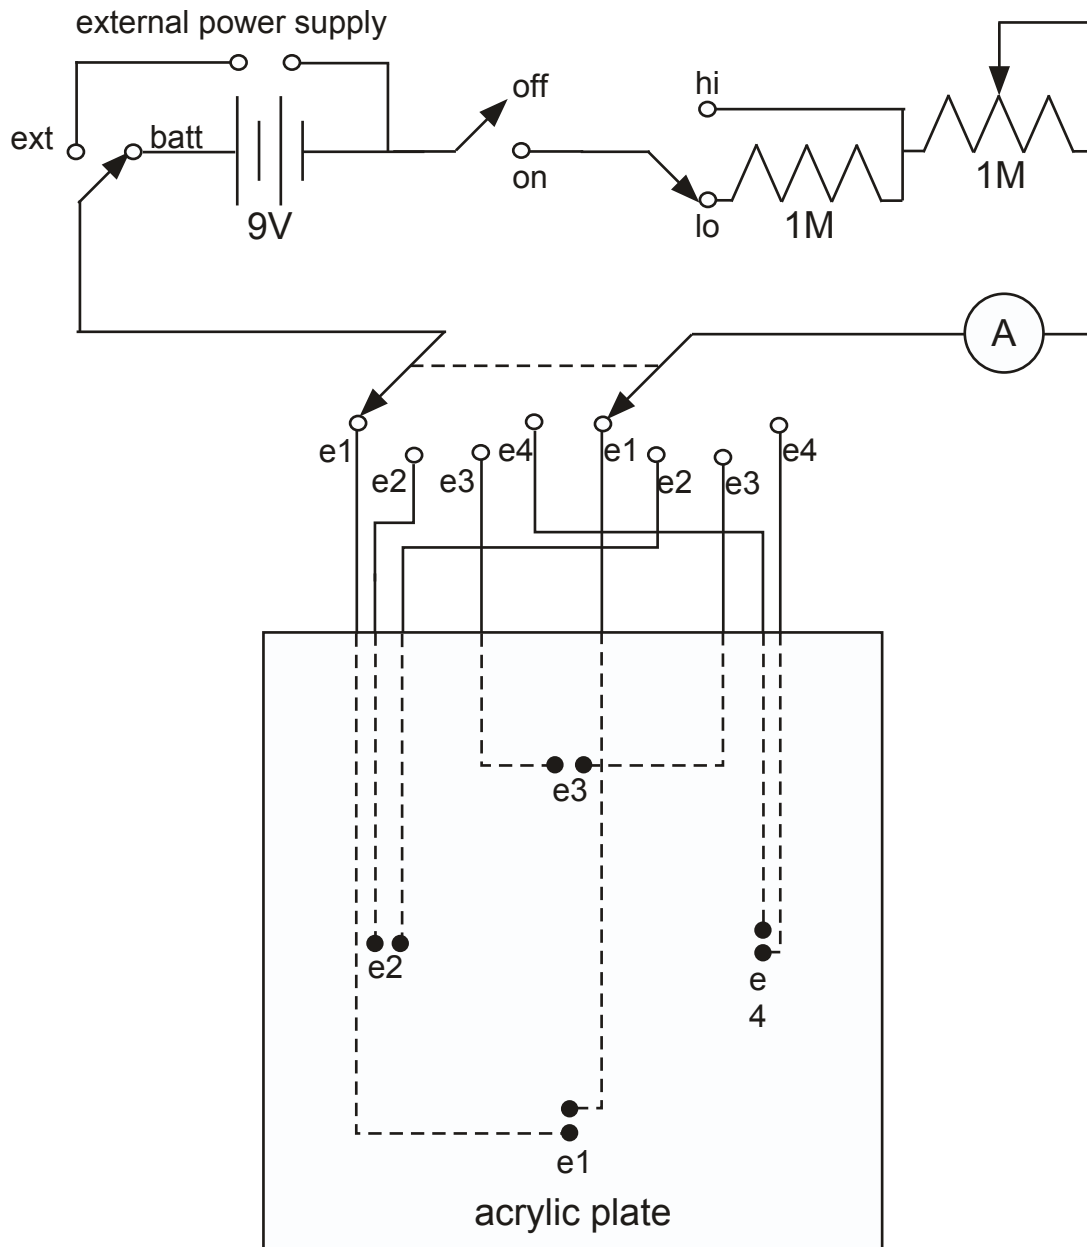 external power supply
off
hi
ext
batt
on
1M
9V
lo
1M
A
e1
e2
e3
e4
e1
e2
e3
e4
e3
e2
e
4
e1
acrylic plate